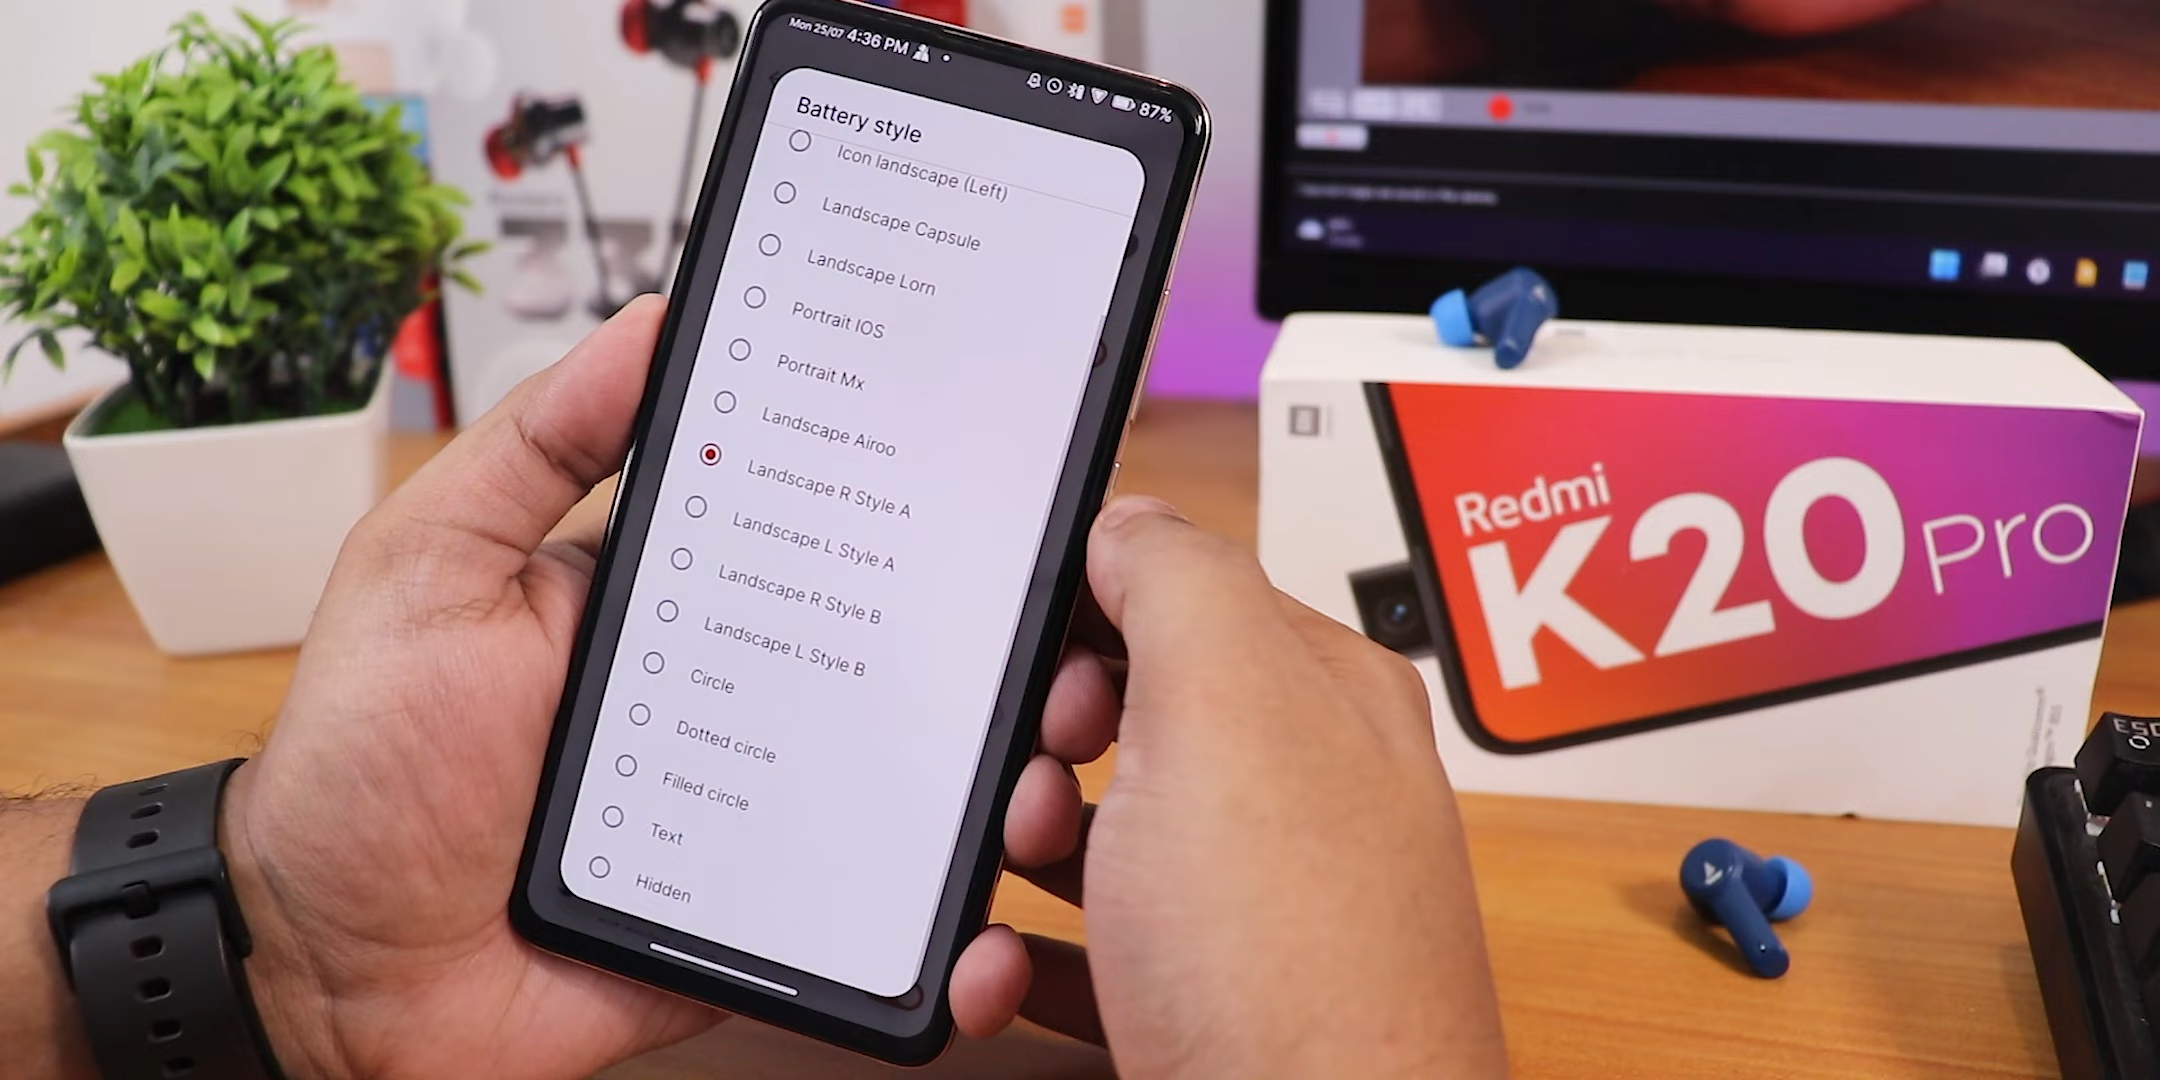 Mon 25/07 4:36 PM
87%
Battery style
Icon landscape (Left)
Landscape Capsule
Landscape Lorn
Portrait IOS
Portrait Mx
Landscape Airoo
Landscape R Style A
Landscape L Style A
Landscape R Style B
Landscape L Style B
Circle
Dotted circle
Filled circle
Text
Hidden
Redmi
K20 Pro
ESC